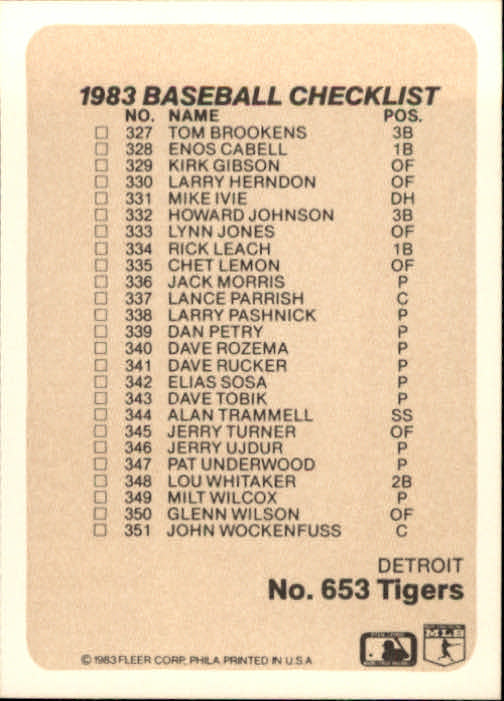 1983 BASEBALL CHECKLIST
NO. NAME POS.
327 TOM BROOKENS 3B
328 ENOS CABELL 1B
329 KIRK GIBSON OF
330 LARRY HERNDON OF
331 MIKE IVIE DH
332 HOWARD JOHNSON 3B
333 LYNN JONES OF
334 RICK LEACH 1B
335 CHET LEMON OF
336 JACK MORRIS P
337 LANCE PARRISH C
338 LARRY PASHNICK P
339 DAN PETRY P
340 DAVE ROZEMA P
341 DAVE RUCKER P
342 ELIAS SOSA P
343 DAVE TOBIK P
344 ALAN TRAMMELL SS
345 JERRY TURNER OF
346 JERRY UJDUR P
347 PAT UNDERWOOD P
348 LOU WHITAKER 2B
349 MILT WILCOX P
350 GLENN WILSON OF
351 JOHN WOCKENFUSS C
DETROIT
No. 653 Tigers
MLB
© 1983 FLEER CORP. PHILA PRINTED IN U.S.A